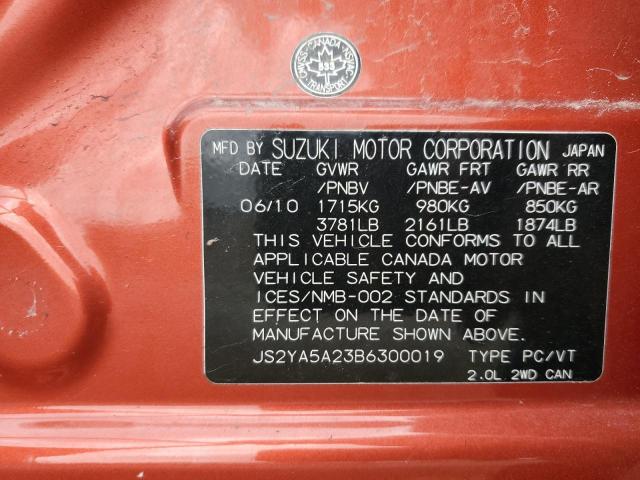 CANADA
333
TRANSPORT
MFD BY SUZUKI MOTOR CORPORATION JAPAN
DATE GVWR GAWR FRT GAWR RR
/PNBV /PNBE-AV /PNBE-AR
06/10 1715KG 980KG 850KG
3781LB 2161LB 1874LB
THIS VEHICLE CONFORMS TO ALL
APPLICABLE CANADA MOTOR
VEHICLE SAFETY AND
ICES/NMB-002 STANDARDS IN
EFFECT ON THE DATE OF
MANUFACTURE SHOWN ABOVE.
JS2YA5A23B6300019 TYPE PC/VT
2.0L 2WD CAN